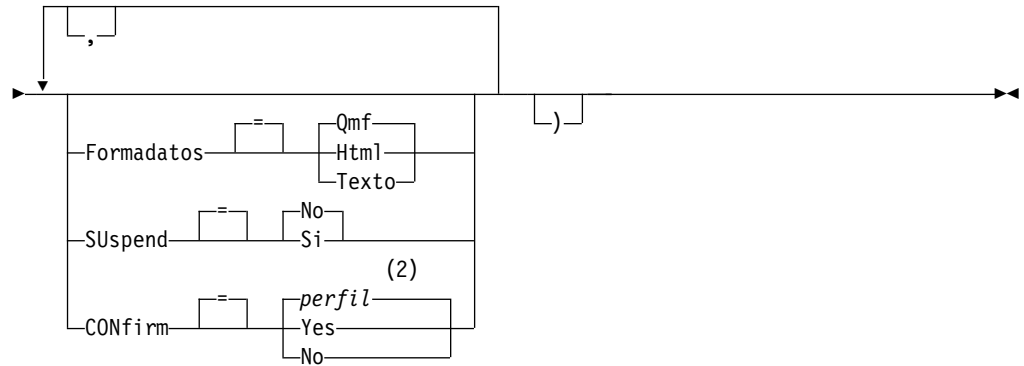 ,
= Qmf )
Formadatos Html
Texto
= No
SUspend Si
(2)
= perfil
CONfirm Yes
No